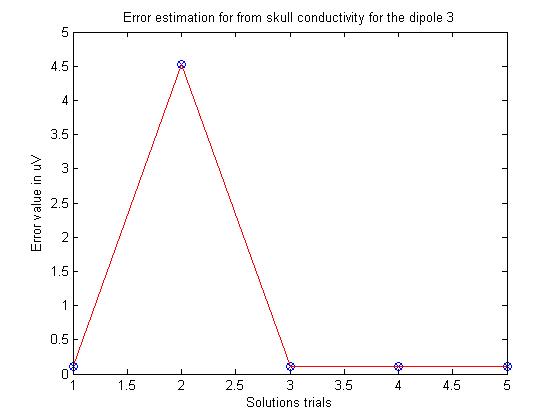 Error estimation for from skull conductivity for the dipole 3
5
4.5
4
3.5
3
2.5
2
1.5
1
0.5
0
Error value in uV
1 1.5 2 2.5 3 3.5 4 4.5 5
Solutions trials